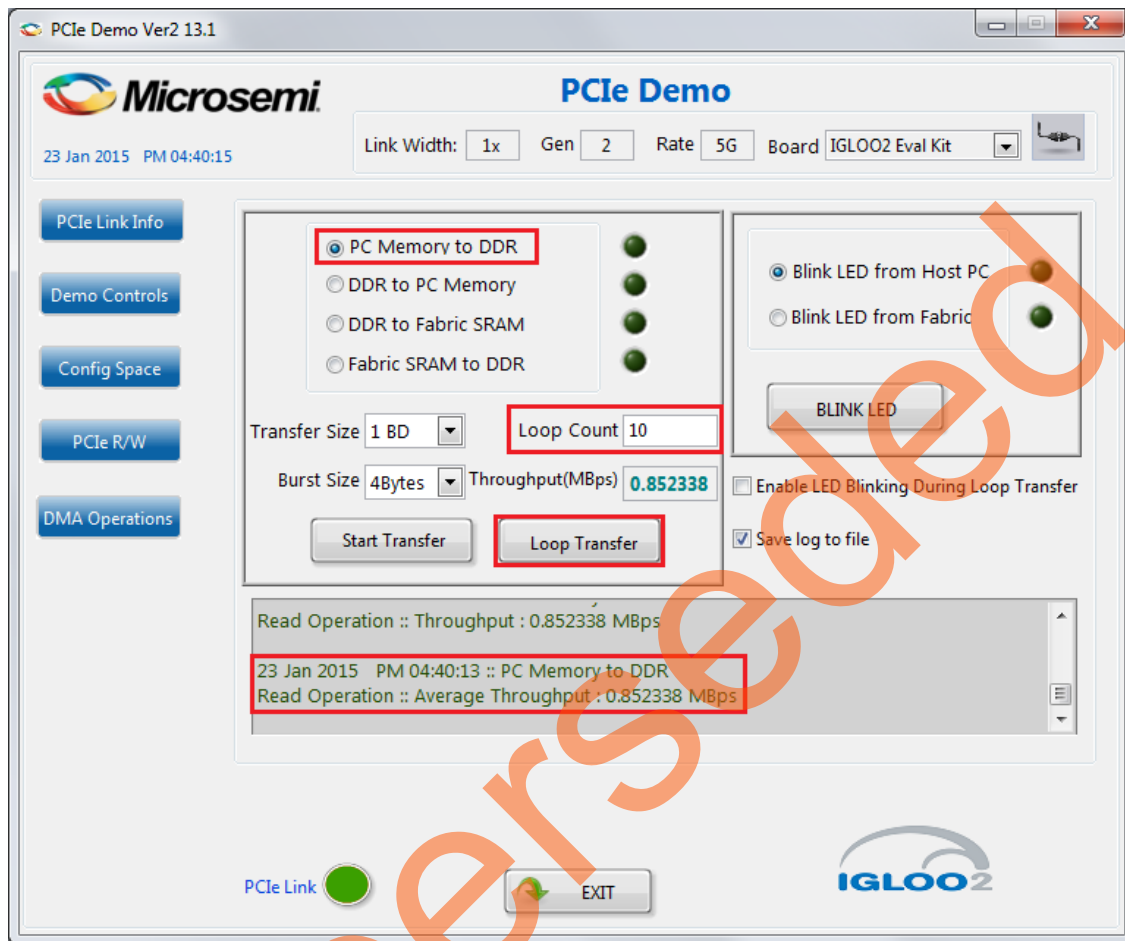 PCIe Demo Ver2 13.1
Microsemi.
PCIe Demo
23 Jan 2015 PM 04:40:15
Link Width: 1x Gen 2 Rate 5G Board IGLOO2 Eval Kit
PCIe Link Info
Demo Controls
Config Space
PCIe R/W
DMA Operations
PC Memory to DDR
DDR to PC Memory
DDR to Fabric SRAM
Fabric SRAM to DDR
Transfer Size 1 BD Loop Count 10
Burst Size 4Bytes Throughput(MBps) 0.852338
Start Transfer Loop Transfer
Blink LED from Host PC
Blink LED from Fabric
BLINK LED
Enable LED Blinking During Loop Transfer
Save log to file
Read Operation :: Throughput : 0.852338 MBps
23 Jan 2015 PM 04:40:13 :: PC Memory to DDR
Read Operation :: Average Throughput : 0.852338 MBps
PCIe Link
EXIT
IGLOO2
erseded